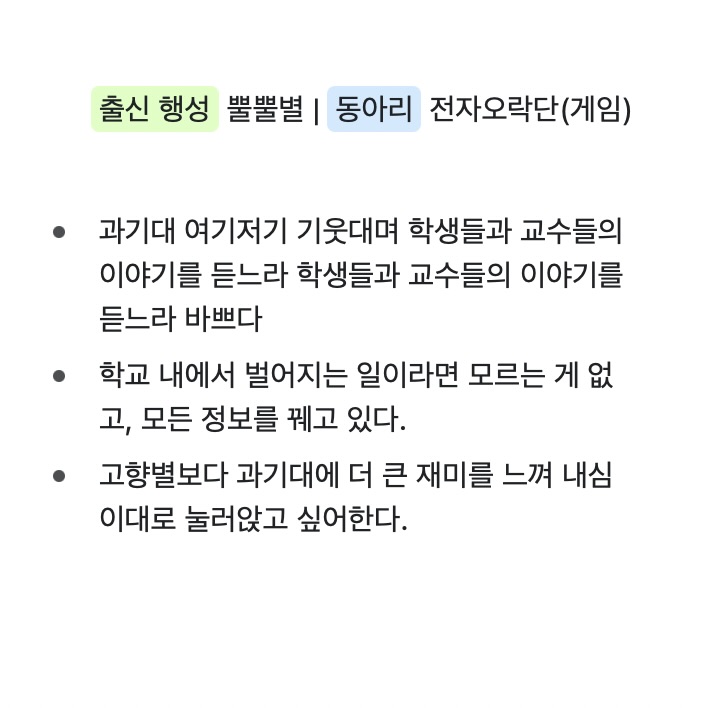 출신 행성 뿔뿔별 | 동아리 전자오락단(게임)
• 과기대 여기저기 기웃대며 학생들과 교수들의
이야기를 듣느라 학생들과 교수들의 이야기를
듣느라 바쁘다
• 학교 내에서 벌어지는 일이라면 모르는 게 없
고, 모든 정보를 꿰고 있다.
• 고향별보다 과기대에 더 큰 재미를 느껴 내심
이대로 눌러앉고 싶어한다.